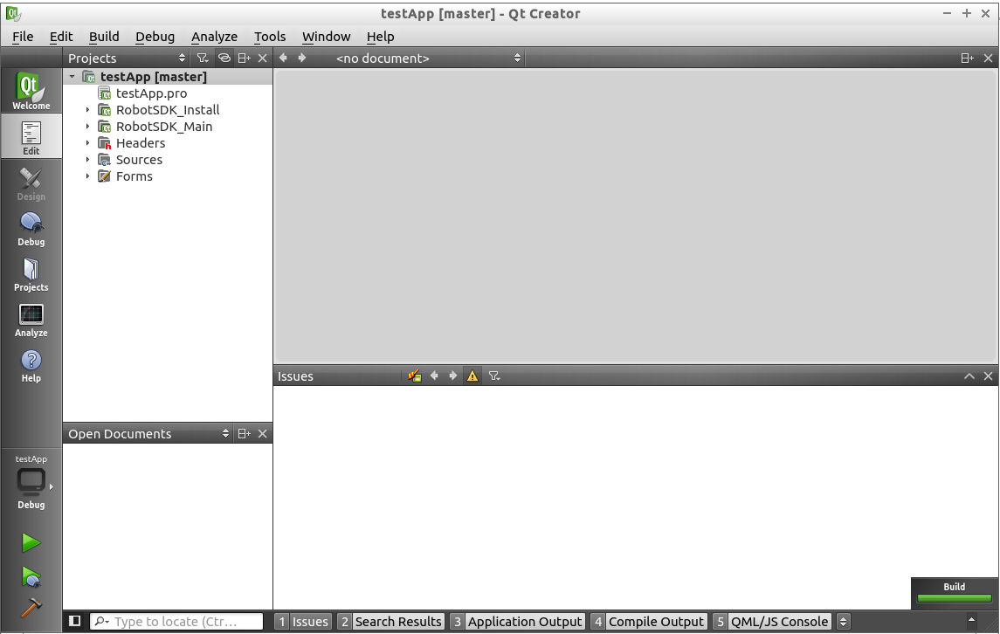 testApp [master] - Qt Creator
File Edit Build Debug Analyze Tools Window Help
Projects
<no document>
Qt
Welcome
Edit
Design
Debug
Projects
Analyze
Help
testApp [master]
testApp.pro
RobotSDK_Install
RobotSDK_Main
Headers
Sources
Forms
Issues
Open Documents
testApp
Debug
Build
Type to locate (Ctr...
1 Issues 2 Search Results 3 Application Output 4 Compile Output 5 QML/JS Console